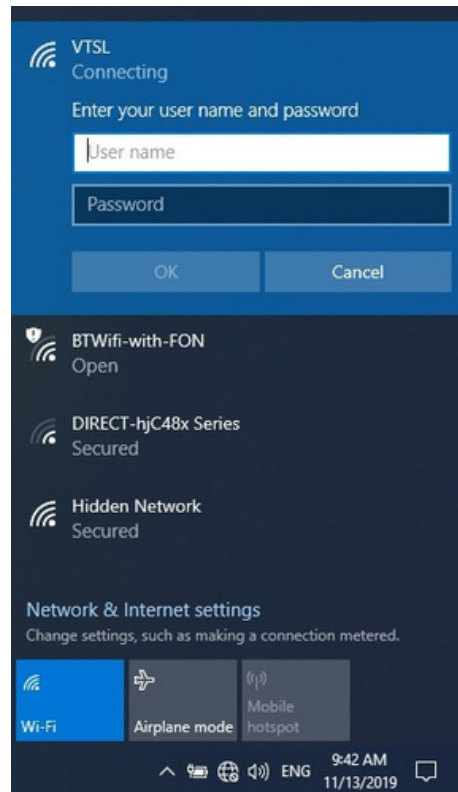 VTSL
Connecting
Enter your user name and password
User name
Password
OK Cancel
BTWifi-with-FON
Open
DIRECT-hjC48x Series
Secured
Hidden Network
Secured
Network & Internet settings
Change settings, such as making a connection metered.
Wi-Fi
Airplane mode
Mobile
hotspot
ENG
9:42 AM
11/13/2019